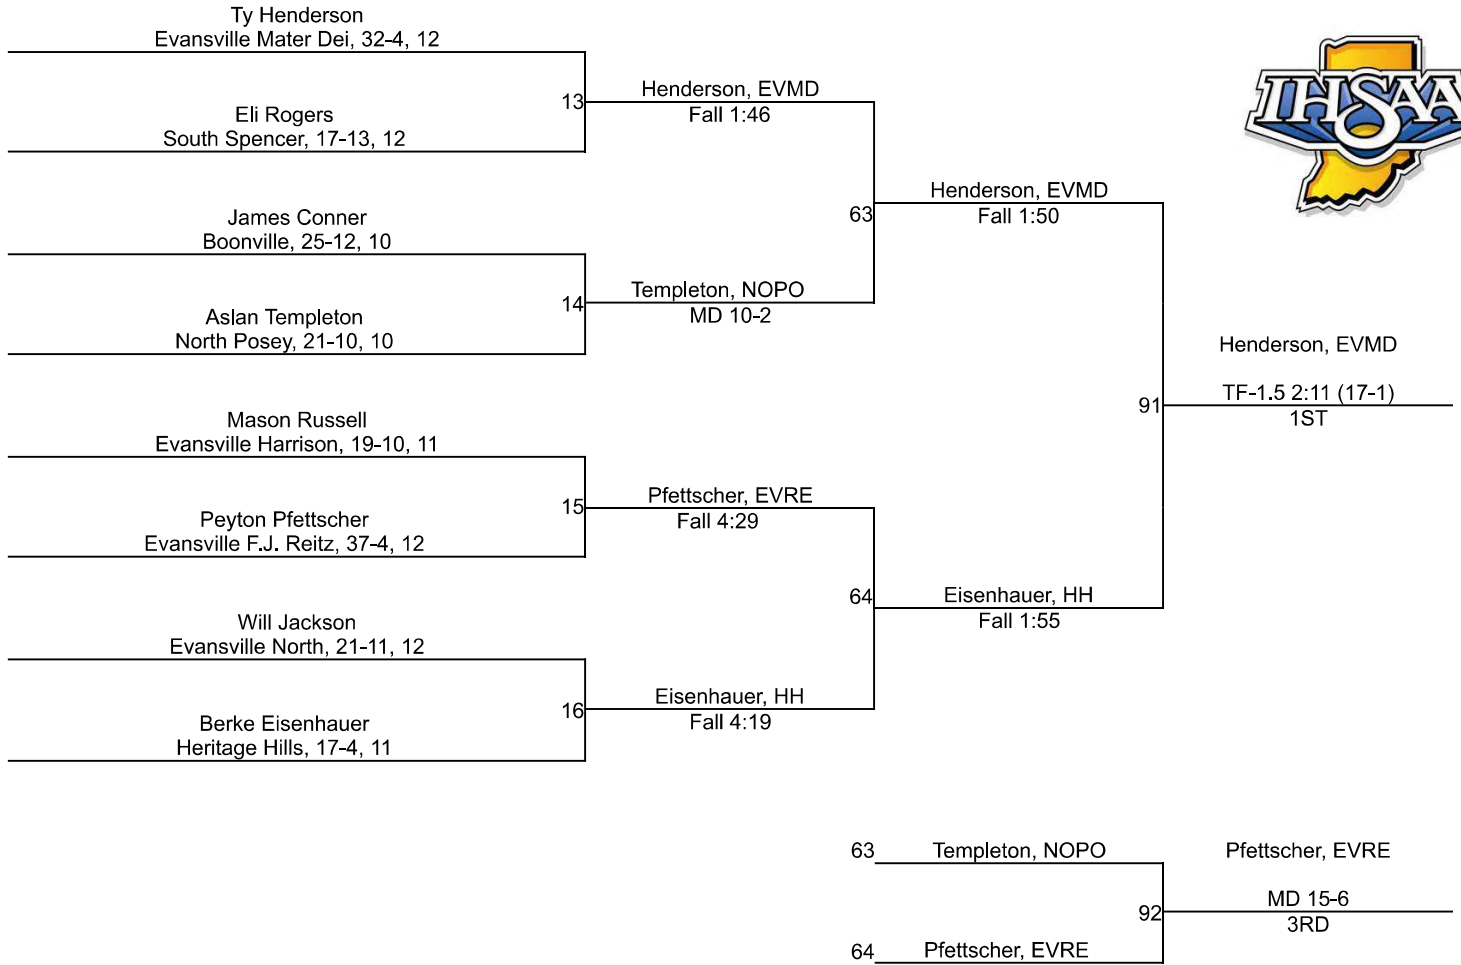 Ty Henderson
Evansville Mater Dei, 32-4, 12
Eli Rogers
South Spencer, 17-13, 12
13
Henderson, EVMD
Fall 1:46
James Conner
Boonville, 25-12, 10
Aslan Templeton
North Posey, 21-10, 10
14
Templeton, NOPO
MD 10-2
63
Henderson, EVMD
Fall 1:50
Mason Russell
Evansville Harrison, 19-10, 11
Peyton Pfettscher
Evansville F.J. Reitz, 37-4, 12
15
Pfettscher, EVRE
Fall 4:29
Will Jackson
Evansville North, 21-11, 12
Berke Eisenhauer
Heritage Hills, 17-4, 11
16
Eisenhauer, HH
Fall 4:19
64
Eisenhauer, HH
Fall 1:55
91
Henderson, EVMD
TF-1.5 2:11 (17-1)
1ST
IHSAA
63
Templeton, NOPO
64
Pfettscher, EVRE
92
Pfettscher, EVRE
MD 15-6
3RD